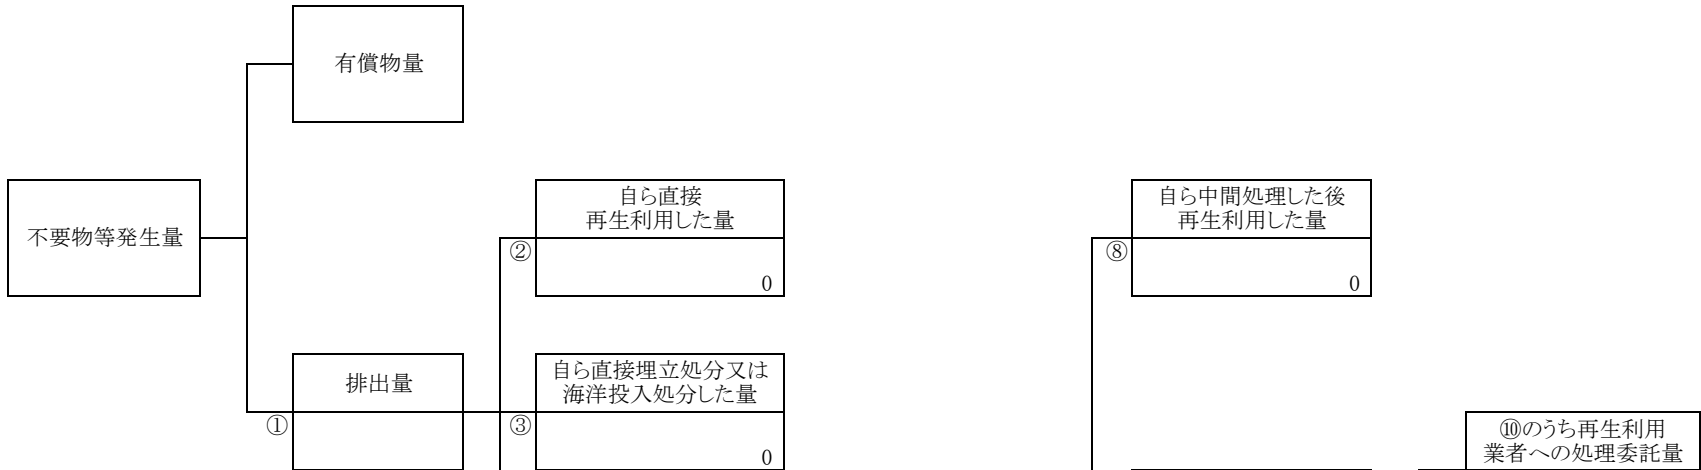 有償物量
不要物等発生量
自ら直接
再生利用した量
②
0
自ら中間処理した後
再生利用した量
⑧
0
排出量
①
自ら直接埋立処分又は
海洋投入処分した量
③
0
⑩のうち再生利用
業者への処理委託量